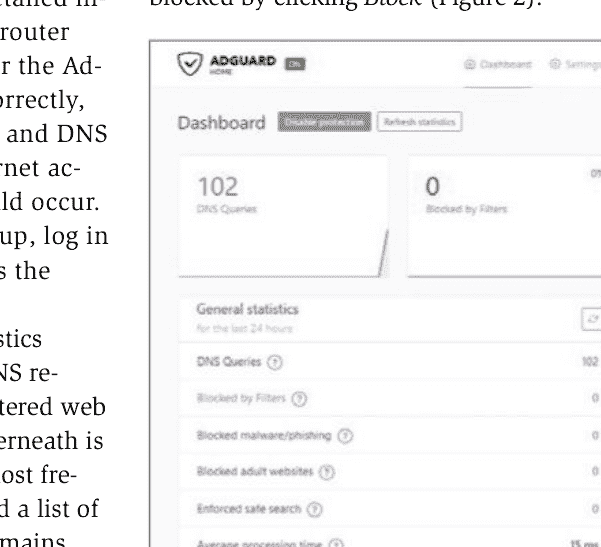 router
r the Ad-
orrectly,
and DNS
rnet ac-
ld occur.
up, log in
s the
stics
NS re-
tered web
erneath is
ost fre-
d a list of
mains
Blocked by clicking Block (Figure 2).
ADGUARD
HOME
ON
Dashboard
Settings
Dashboard
Disable protection
Refresh statistics
102
DNS Queries
0
Blocked by Filters
General statistics
for the last 24 hours
DNS Queries ? 102
Blocked by Filters ? 0
Blocked malware/phishing ? 0
Blocked adult websites ? 0
Enforced safe search ? 0
Average processing time ? 15 ms